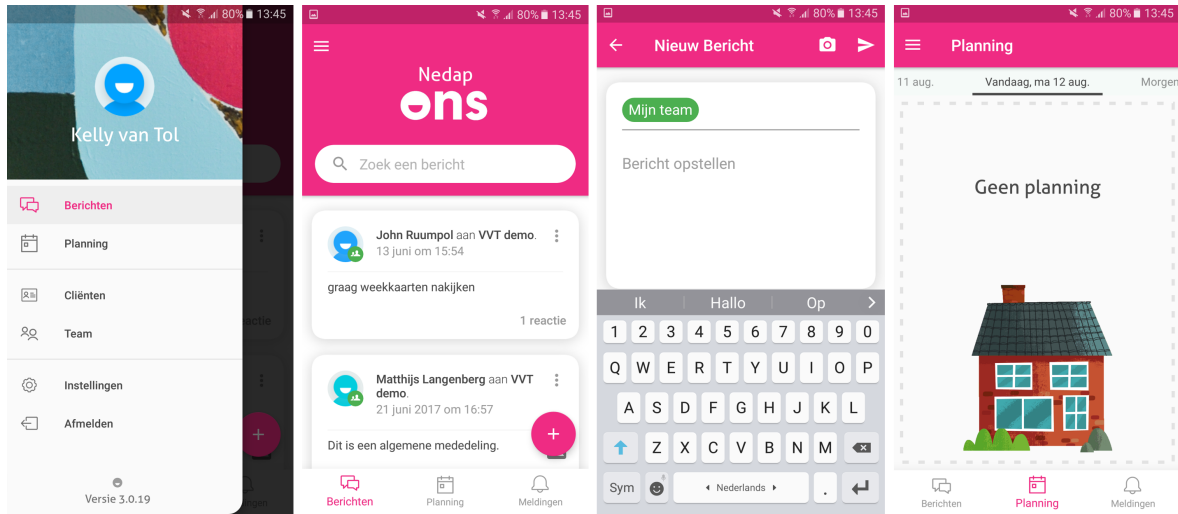 80% 13:45
Kelly van Tol
Berichten
Planning
Cliënten
Team
Instellingen
Afmelden
Versie 3.0.19
actie
ngen
80% 13:45
Nedap
ons
Zoek een bericht
John Ruumpol aan VVT demo.
13 juni om 15:54
graag weekkaarten nakijken
1 reactie
Matthijs Langenberg aan VVT
demo.
21 juni 2017 om 16:57
Dit is een algemene mededeling.
+
Berichten Planning Meldingen
80% 13:45
Nieuw Bericht
Mijn team
Bericht opstellen
Ik Hallo Op
1 2 3 4 5 6 7 8 9 0
Q W E R T Y U I O P
A S D F G H J K L
Z X C V B N M
Sym Nederlands .
80% 13:45
Planning
11 aug. Vandaag, ma 12 aug. Morgen
Geen planning
Berichten Planning Meldingen